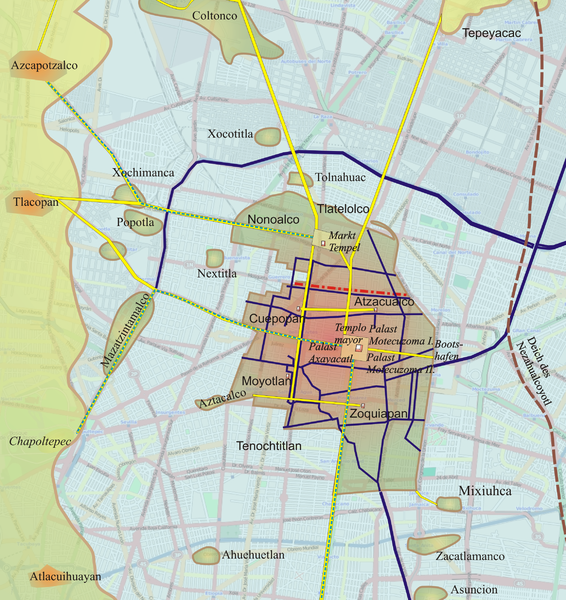 Coltonco
Tepeyacac
Azcapotzalco
Xocotitla
Xochimanca
Tolnahuac
Tlacopan
Popotla
Nonoalco
Tlatelolco
Markt
Tempel
Nextitla
Mazatzintamalco
Atzacualco
Cuepopan
Templo
mayor
Palast
Motecuzoma I.
Boots-
hafen
Palast
Axayacatl
Palast
Motecuzoma II.
Deich des
Nezahualcoyotl
Moyotlan
Aztacalco
Zoquiapan
Chapoltepec
Tenochtitlan
Mixiuhca
Ahuehuetlan
Zacatlamanco
Atlacuihuayan
Asuncion